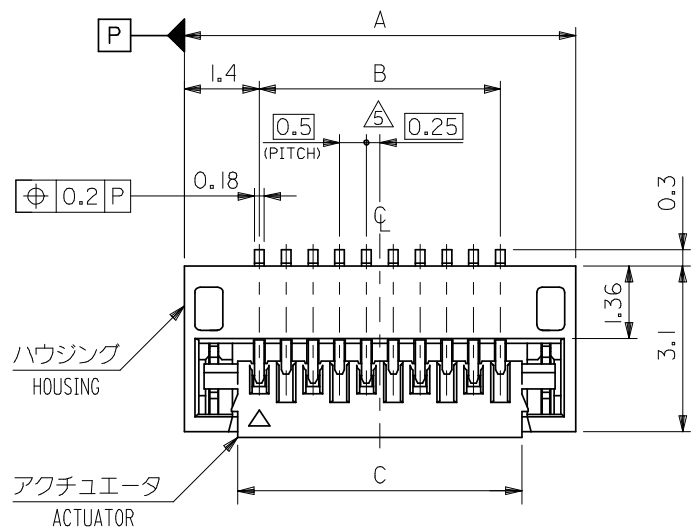 P
A
1.4
B
0.5
5
0.25
(PITCH)
⌖ 0.2 P
0.18
0.3
℄
1.36
3.1
ハウジング
HOUSING
アクチュエータ
ACTUATOR
C